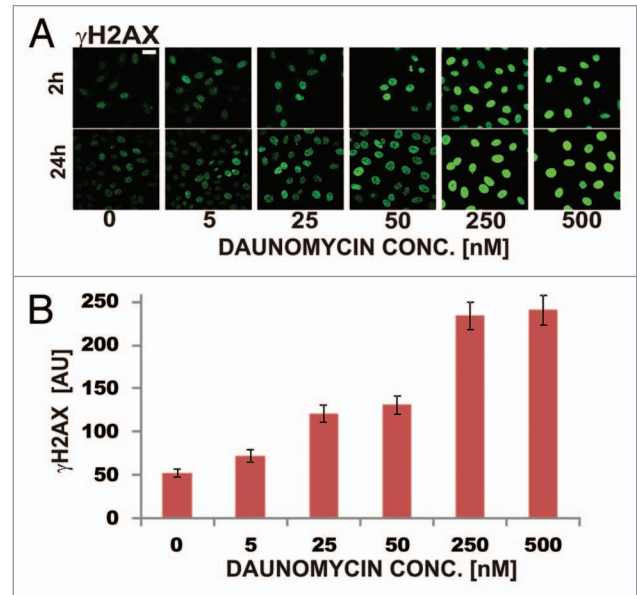 A
γH2AX
2h
24h
0 5 25 50 250 500
DAUNOMYCIN CONC. [nM]
B
γH2AX [AU]
250
200
150
100
50
0
0 5 25 50 250 500
DAUNOMYCIN CONC. [nM]